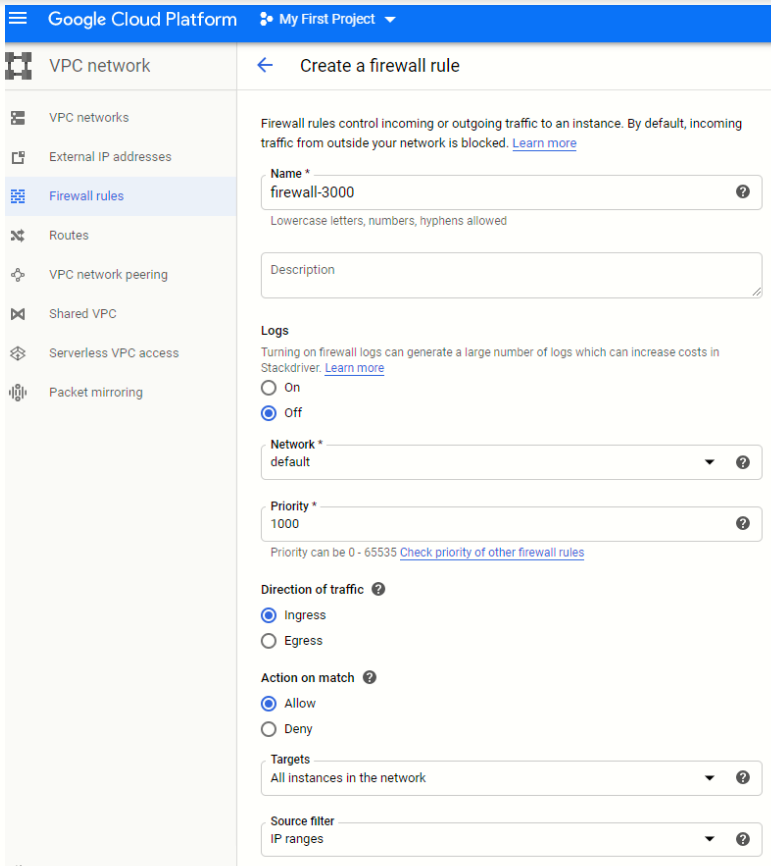 Google Cloud Platform My First Project
VPC network
Create a firewall rule
VPC networks
External IP addresses
Firewall rules
Routes
VPC network peering
Shared VPC
Serverless VPC access
Packet mirroring
Firewall rules control incoming or outgoing traffic to an instance. By default, incoming
traffic from outside your network is blocked. Learn more
Name *
firewall-3000
Lowercase letters, numbers, hyphens allowed
Description
Logs
Turning on firewall logs can generate a large number of logs which can increase costs in
Stackdriver. Learn more
On
Off
Network *
default
Priority *
1000
Priority can be 0 - 65535 Check priority of other firewall rules
Direction of traffic
Ingress
Egress
Action on match
Allow
Deny
Targets
All instances in the network
Source filter
IP ranges